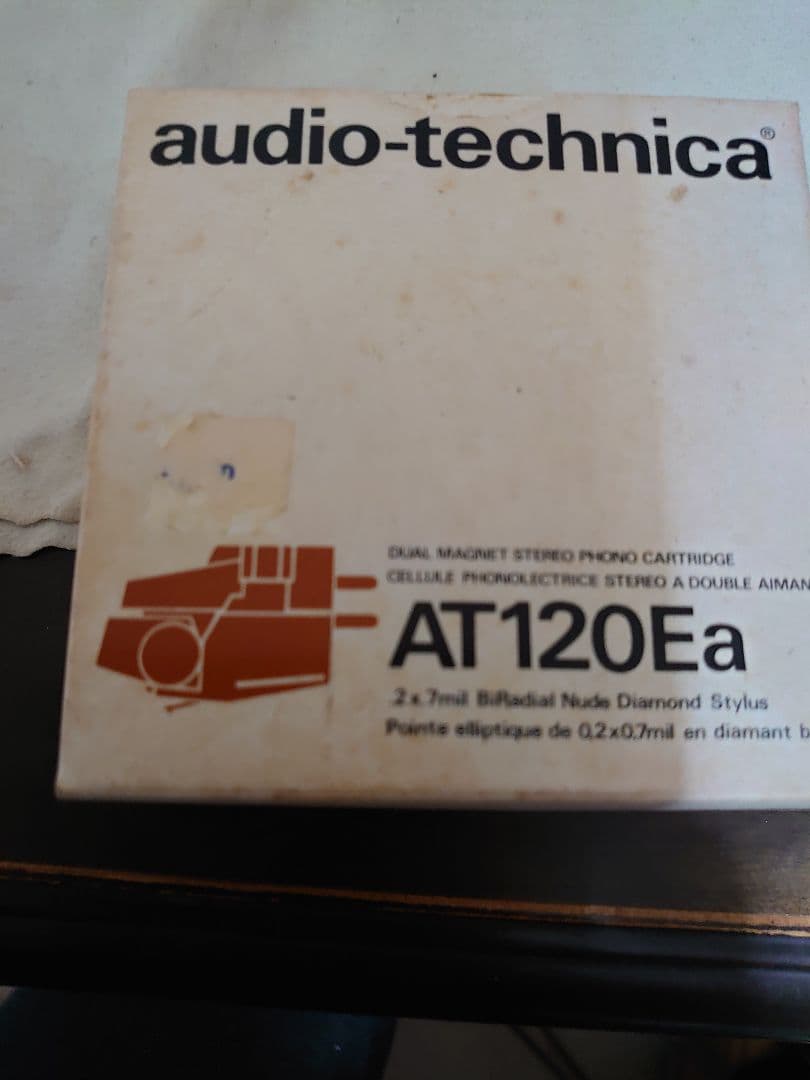 audio-technica®
DUAL MAGNET STEREO PHONO CARTRIDGE
CELLULE PHONOLECTRICE STEREO A DOUBLE AIMAN
AT120Ea
.2 x .7mil BiRadial Nude Diamond Stylus
Pointe elliptique de 0,2x0,7mil en diamant b